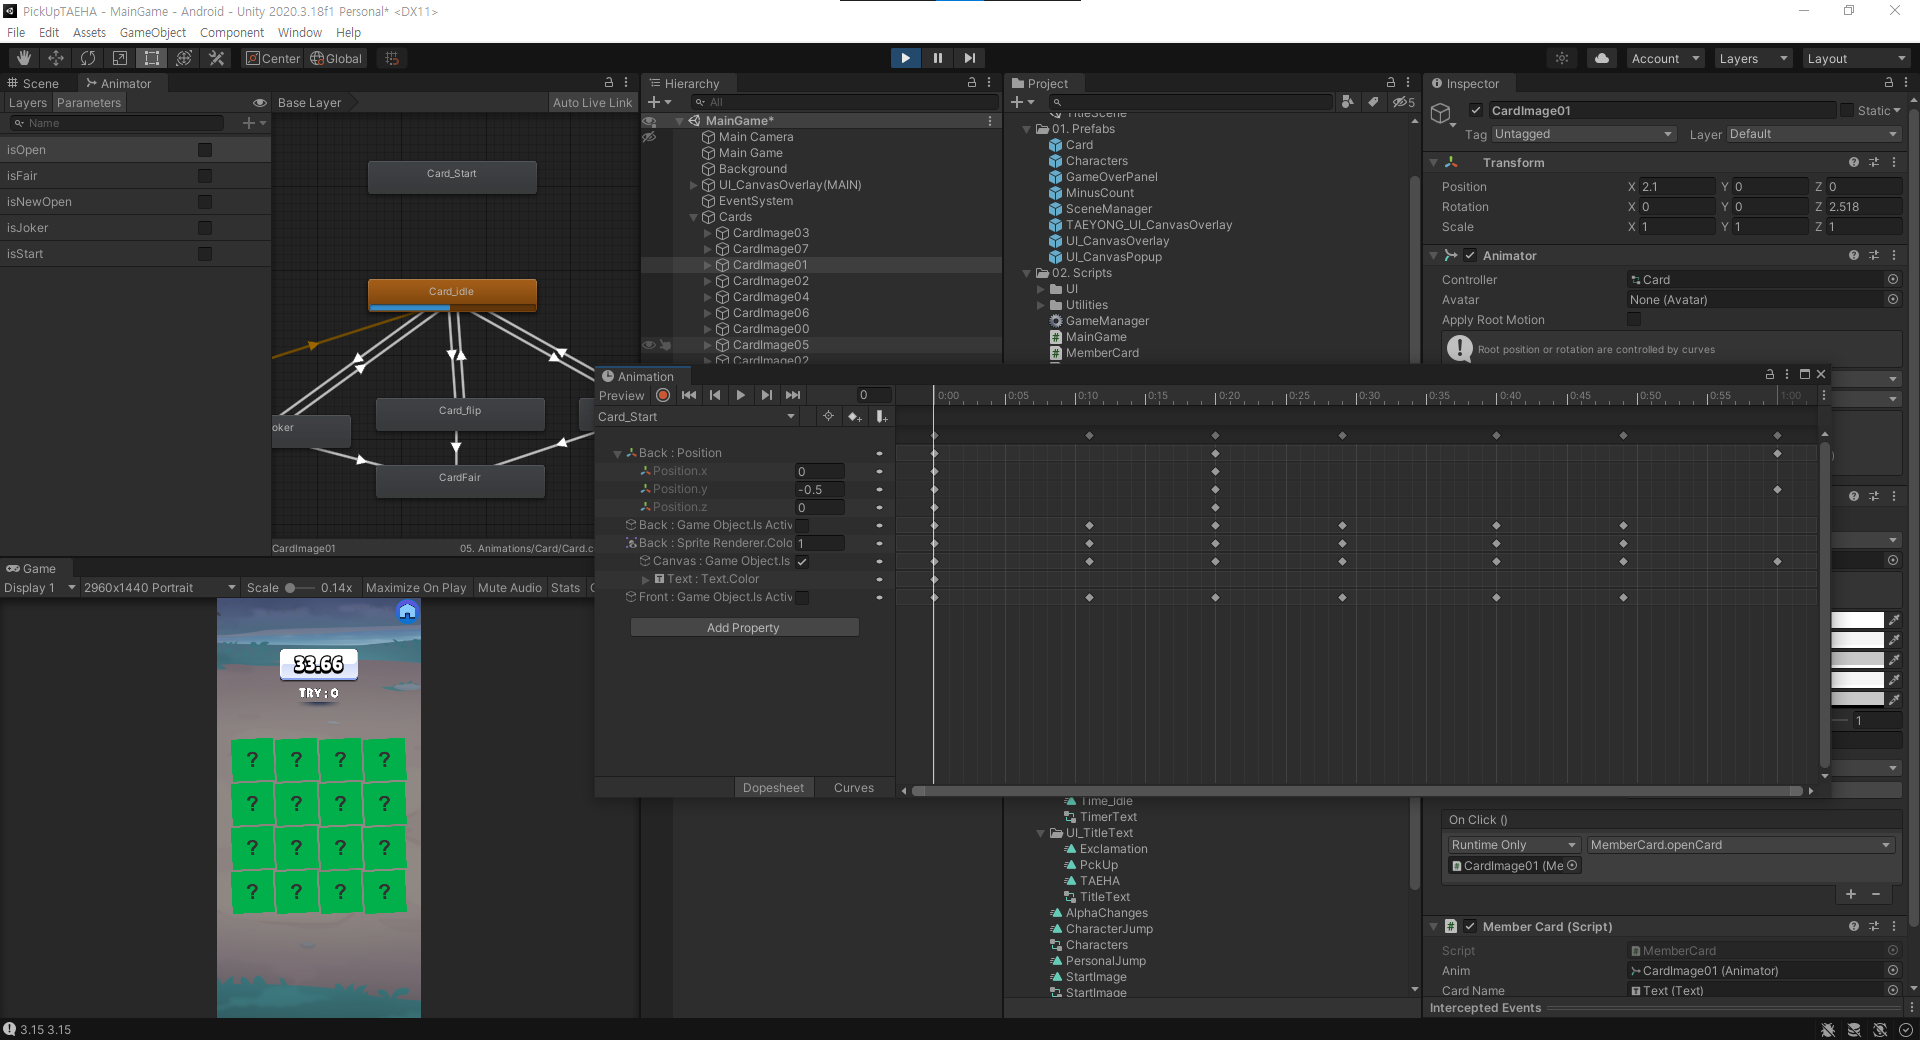 PickUpTAEHA - MainGame - Android - Unity 2020.3.18f1 Personal* <DX11>
File Edit Assets GameObject Component Window Help
Center Global Account Layers Layout
Scene Animator
Layers Parameters Base Layer Auto Live Link
Name
isOpen
isFair
isNewOpen
isJoker
isStart
Card_Start
Card_idle
Card_flip
oker
CardFair
CardImage01 05. Animations/Card/Card.c
Hierarchy
All
MainGame*
Main Camera
Main Game
Background
UI_CanvasOverlay(MAIN)
EventSystem
Cards
CardImage03
CardImage07
CardImage01
CardImage02
CardImage04
CardImage06
CardImage00
CardImage05
CardImage02
Project
5
TitleScene
01. Prefabs
Card
Characters
GameOverPanel
MinusCount
SceneManager
TAEYONG_UI_CanvasOverlay
UI_CanvasOverlay
UI_CanvasPopup
02. Scripts
UI
Utilities
GameManager
MainGame
MemberCard
Inspector
CardImage01 Static
Tag Untagged Layer Default
Transform
Position X 2.1 Y 0 Z 0
Rotation X 0 Y 0 Z 2.518
Scale X 1 Y 1 Z 1
Animator
Controller Card
Avatar None (Avatar)
Apply Root Motion
Root position or rotation are controlled by curves
Animation
Preview 0
0:00 0:05 0:10 0:15 0:20 0:25 0:30 0:35 0:40 0:45 0:50 0:55 1:00
Card_Start
Back : Position
Position.x 0
Position.y -0.5
Position.z 0
Back : Game Object.Is Activ
Back : Sprite Renderer.Colo 1
Canvas : Game Object.Is
Text : Text.Color
Front : Game Object.Is Activ
Add Property
Dopesheet Curves
)
1
Game
Display 1 2960x1440 Portrait Scale 0.14x Maximize On Play Mute Audio Stats
33.66
TRY : 0
? ? ? ?
? ? ? ?
? ? ? ?
? ? ? ?
Time_Idle
TimerText
UI_TitleText
Exclamation
PckUp
TAEHA
TitleText
AlphaChanges
CharacterJump
Characters
PersonalJump
StartImage
StartImage
On Click ()
Runtime Only MemberCard.openCard
CardImage01 (Me
Member Card (Script)
Script MemberCard
Anim CardImage01 (Animator)
Card Name Text (Text)
Intercepted Events
3.15 3.15